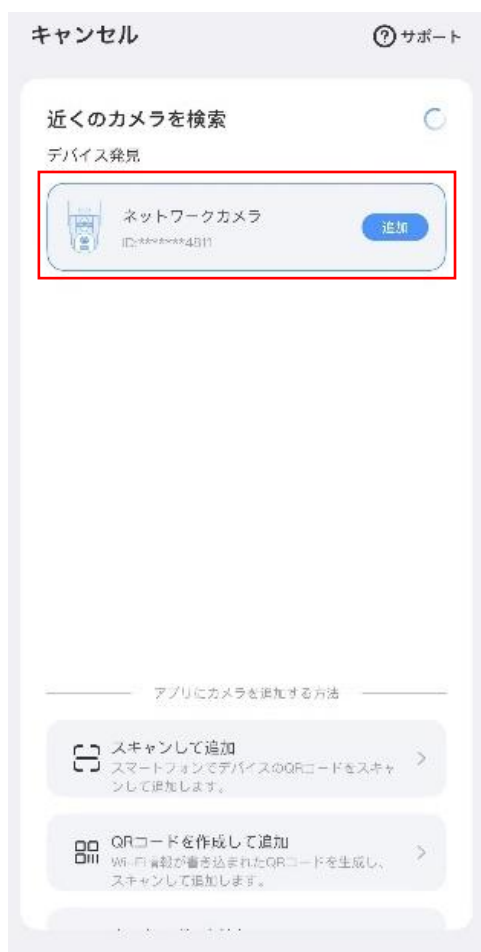 キャンセル
サポート
近くのカメラを検索
デバイス発見
ネットワークカメラ
追加
アプリにカメラを追加する方法
スキャンして追加
スマートフォンでデバイスのQRコードをスキャ
ンして追加します。
QRコードを作成して追加
Wi-Fi情報が書き込まれたQRコードを生成し、
スキャンして追加します。